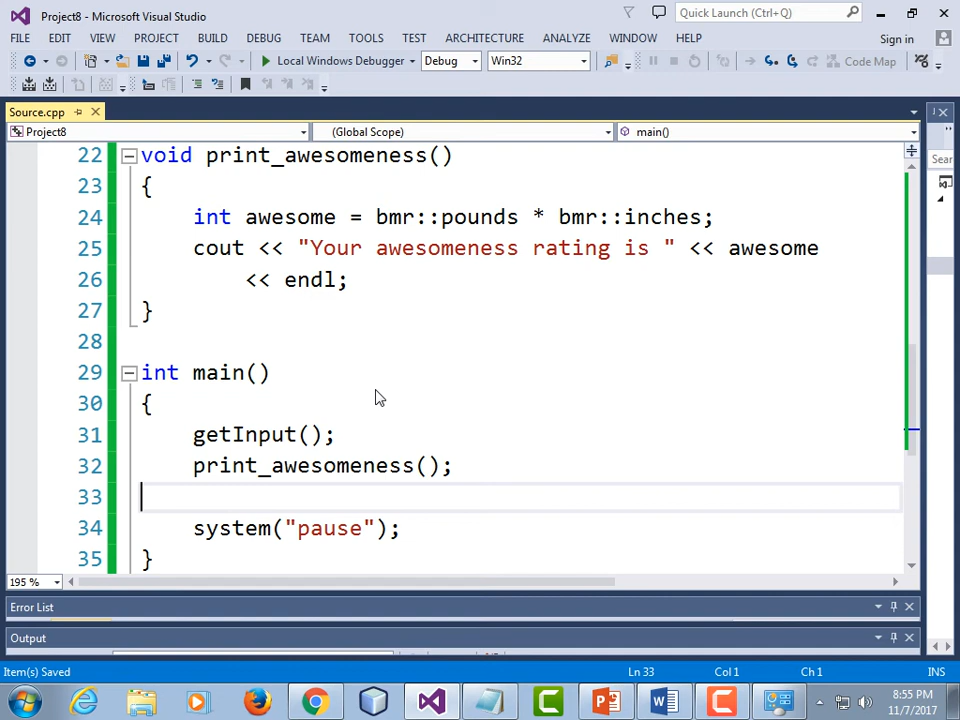 Project8 - Microsoft Visual Studio
Quick Launch (Ctrl+Q)
FILE EDIT VIEW PROJECT BUILD DEBUG TEAM TOOLS TEST ARCHITECTURE ANALYZE WINDOW HELP Sign in
Local Windows Debugger Debug Win32 Code Map
Source.cpp
Project8 (Global Scope) main()
Sear
22 void print_awesomeness()
23 {
24 int awesome = bmr::pounds * bmr::inches;
25 cout << "Your awesomeness rating is " << awesome
26 << endl;
27 }
28
29 int main()
30 {
31 getInput();
32 print_awesomeness();
33
34 system("pause");
35 }
195 %
Error List
Output
Item(s) Saved Ln 33 Col 1 Ch 1 INS
8:55 PM
11/7/2017